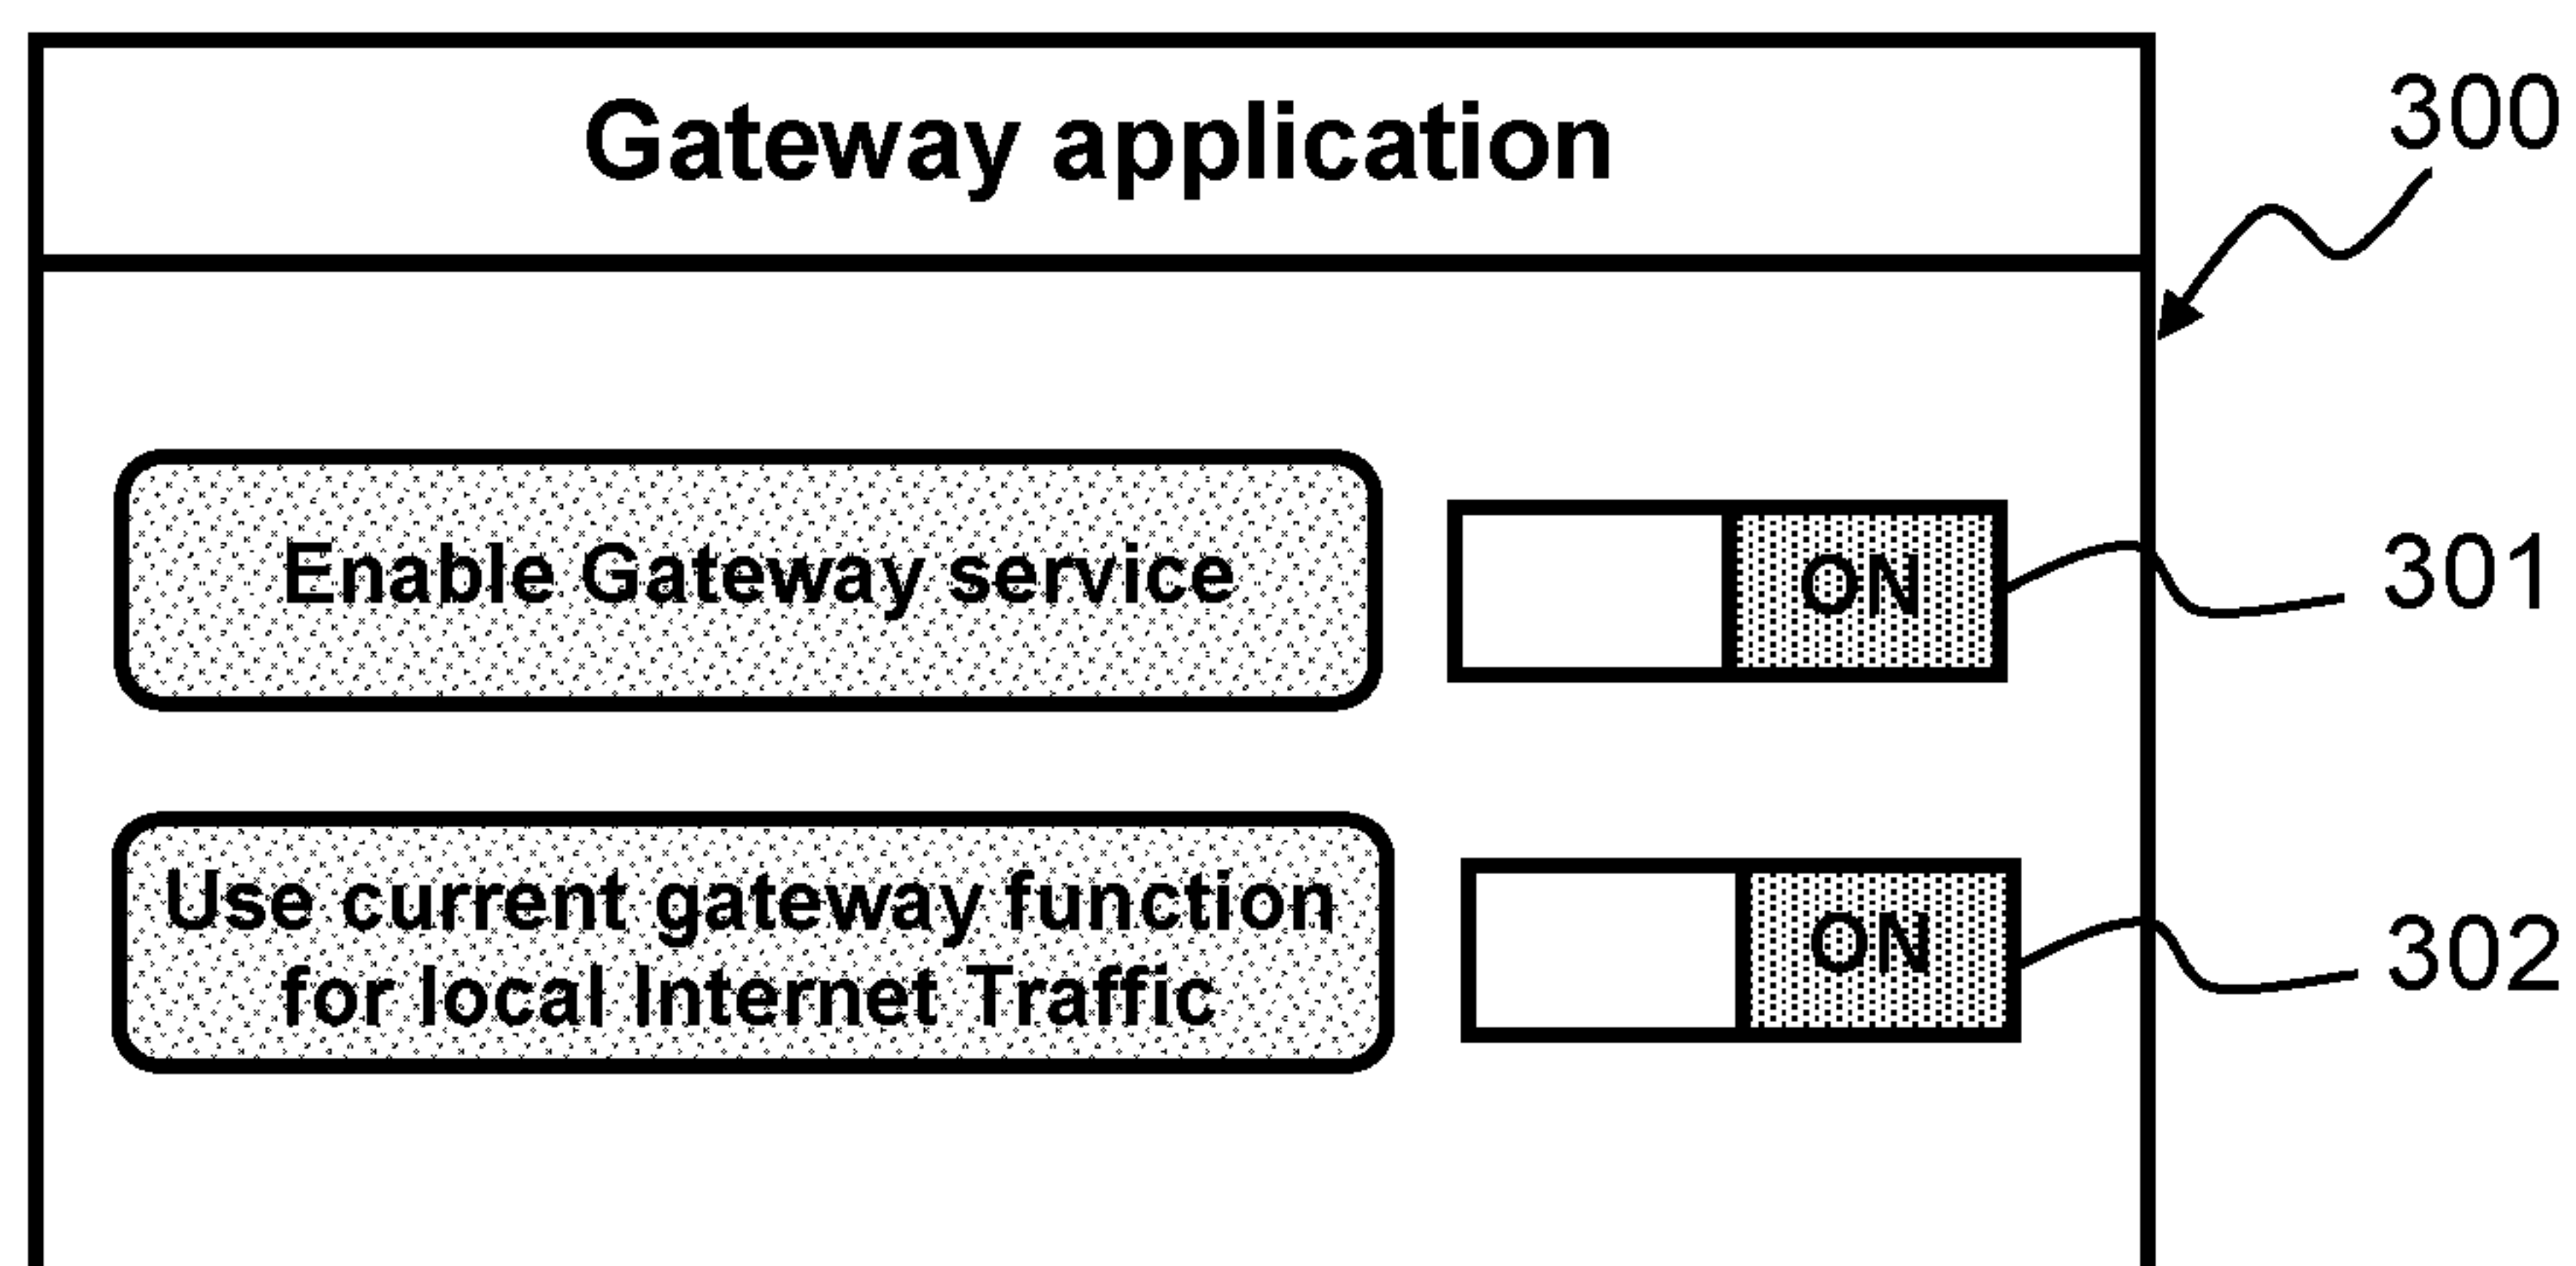 Gateway application
300
Enable Gateway service
ON
301
Use current gateway function
for local Internet Traffic
ON
302